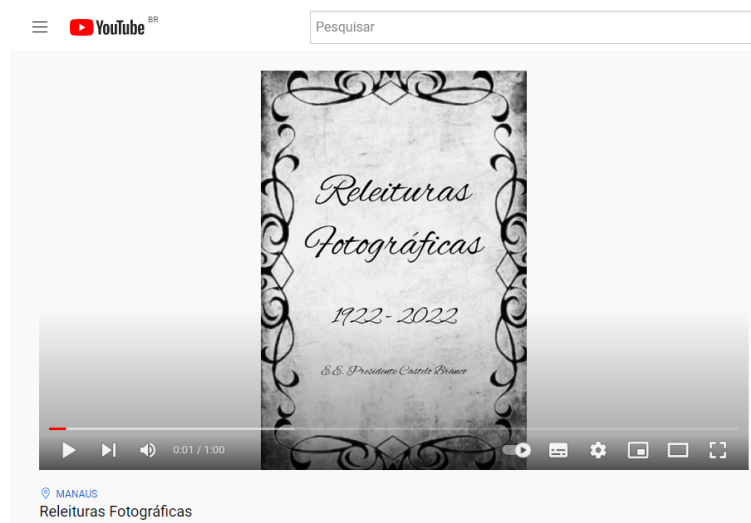 YouTube BR
Pesquisar
Releituras
Fotográficas
1922-2022
E.E. Presidente Castelo Branco
0:01 / 1:00
MANAUS
Releituras Fotográficas